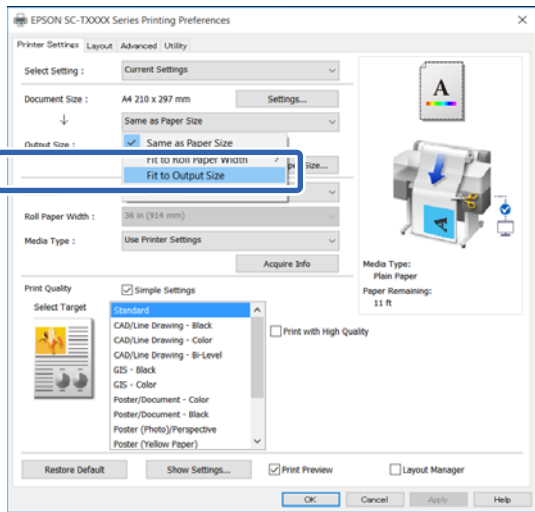 EPSON SC-TXXXX Series Printing Preferences
Printer Settings Layout Advanced Utility
Select Setting : Current Settings
Document Size : A4 210 x 297 mm Settings...
Same as Paper Size
Output Size : Same as Paper Size
Fit to Roll Paper Width
Size...
Fit to Output Size
Roll Paper Width : 36 in (914 mm)
Media Type : Use Printer Settings
Acquire Info
A
Media Type:
Plain Paper
Paper Remaining:
11 ft
Print Quality Simple Settings
Select Target
Standard
CAD/Line Drawing - Black
CAD/Line Drawing - Color
CAD/Line Drawing - Bi-Level
GIS - Black
GIS - Color
Poster/Document - Color
Poster/Document - Black
Poster (Photo)/Perspective
Poster (Yellow Paper)
Print with High Quality
Restore Default Show Settings... Print Preview Layout Manager
OK Cancel Apply Help